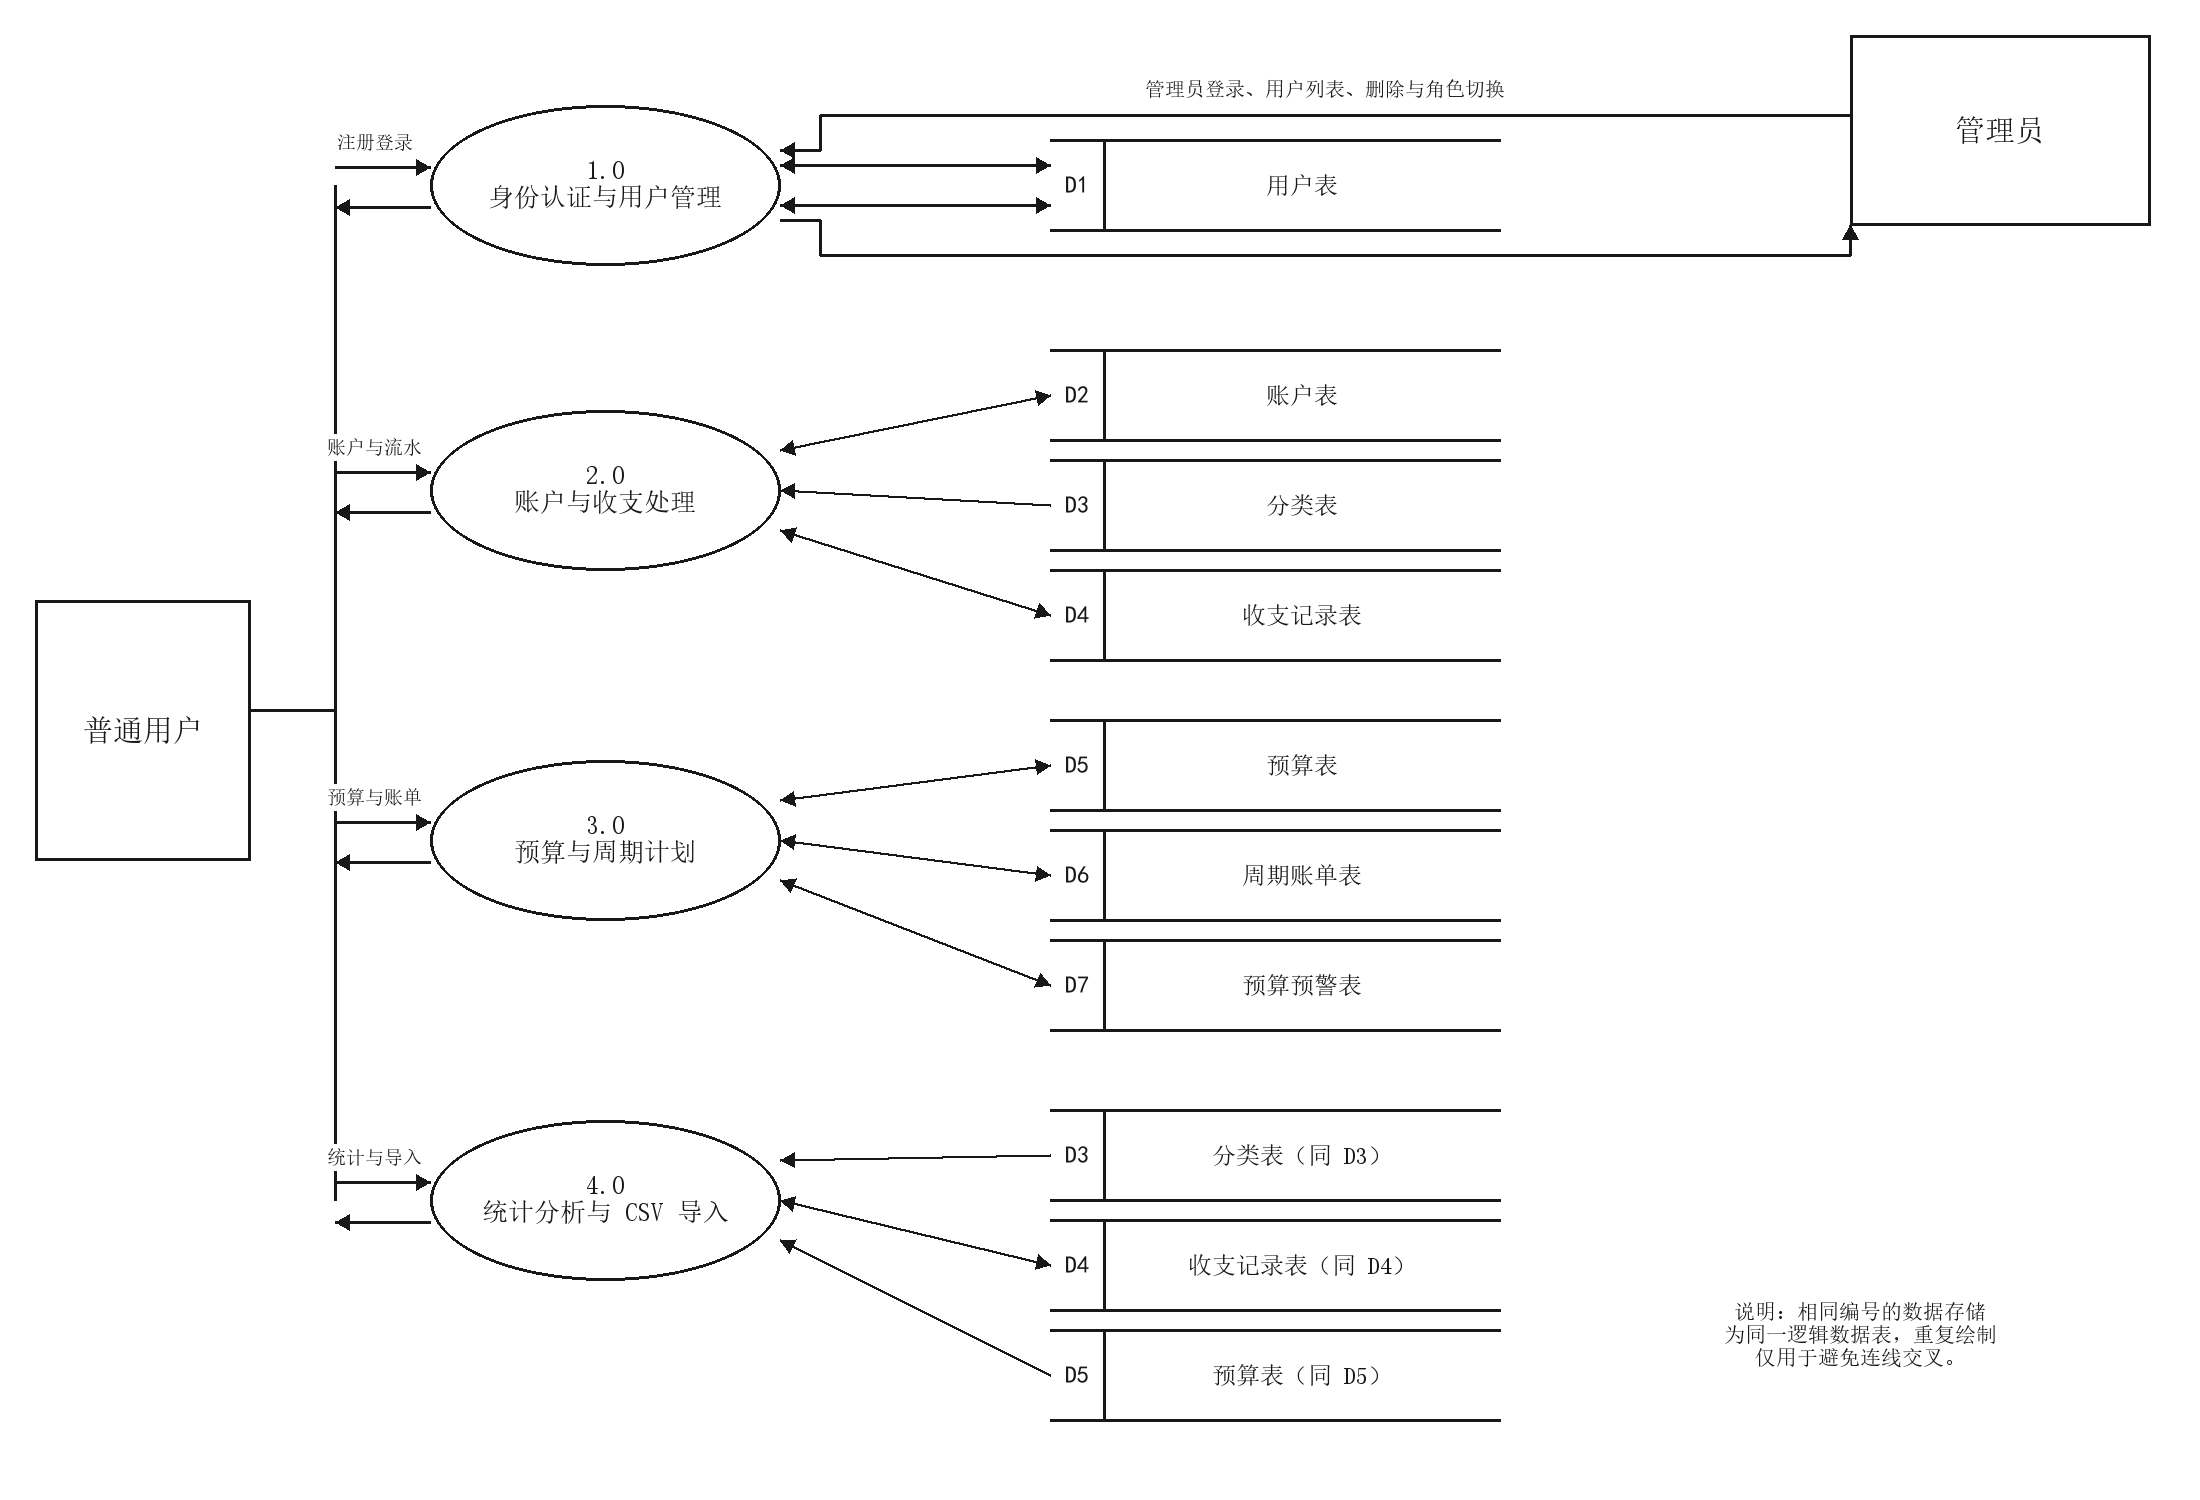 管理员登录、用户列表、删除与角色切换
管理员
注册登录
1.0
身份认证与用户管理
D1
用户表
D2
账户表
账户与流水
2.0
账户与收支处理
D3
分类表
D4
收支记录表
普通用户
D5
预算表
预算与账单
3.0
预算与周期计划
D6
周期账单表
D7
预算预警表
统计与导入
4.0
统计分析与 CSV 导入
D3
分类表（同 D3）
D4
收支记录表（同 D4）
D5
预算表（同 D5）
说明：相同编号的数据存储
为同一逻辑数据表，重复绘制
仅用于避免连线交叉。